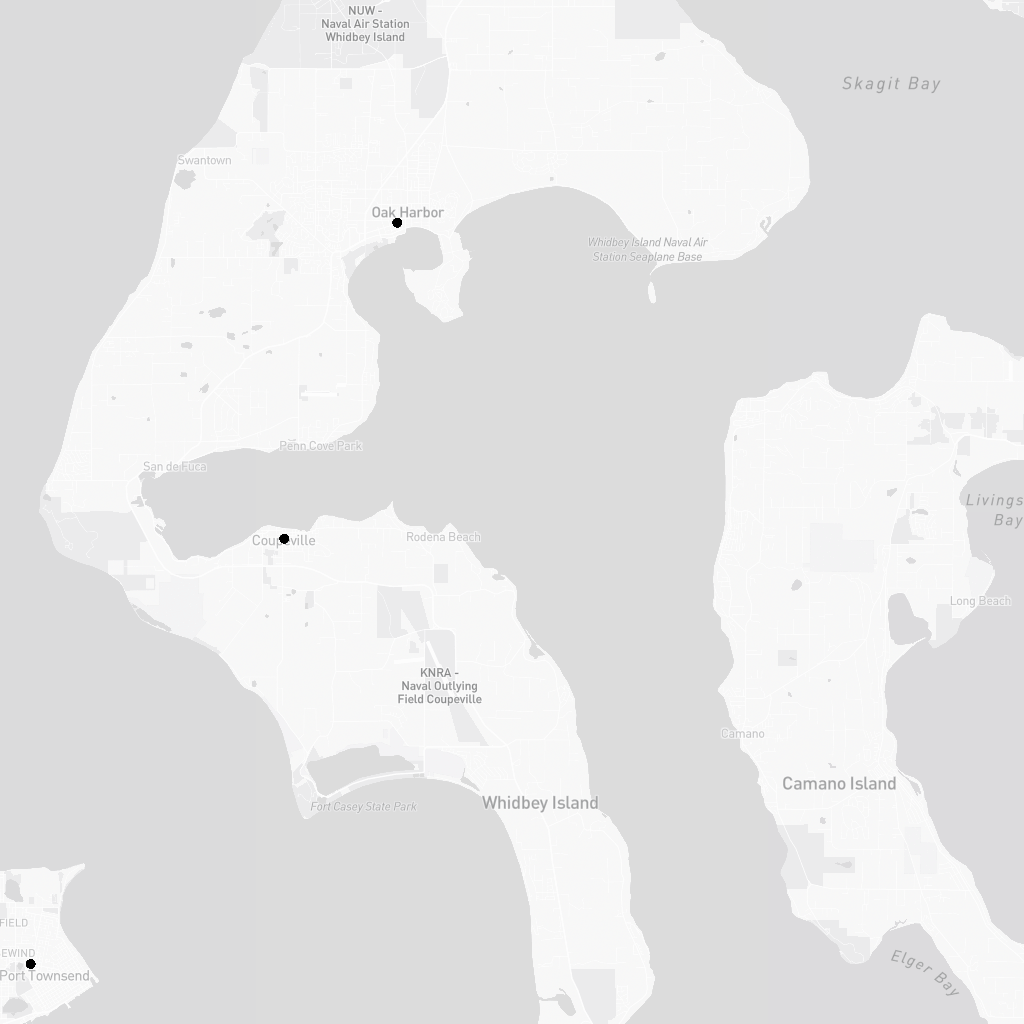 NUW -
Naval Air Station
Whidbey Island
Skagit Bay
Swantown
Oak Harbor
Whidbey Island Naval Air
Station Seaplane Base
Penn Cove Park
San de Fuca
Livings
Bay
Coupeville
Rodena Beach
Long Beach
KNRA -
Naval Outlying
Field Coupeville
Camano
Camano Island
Whidbey Island
Fort Casey State Park
FIELD
EWIND
Port Townsend
Elger Bay